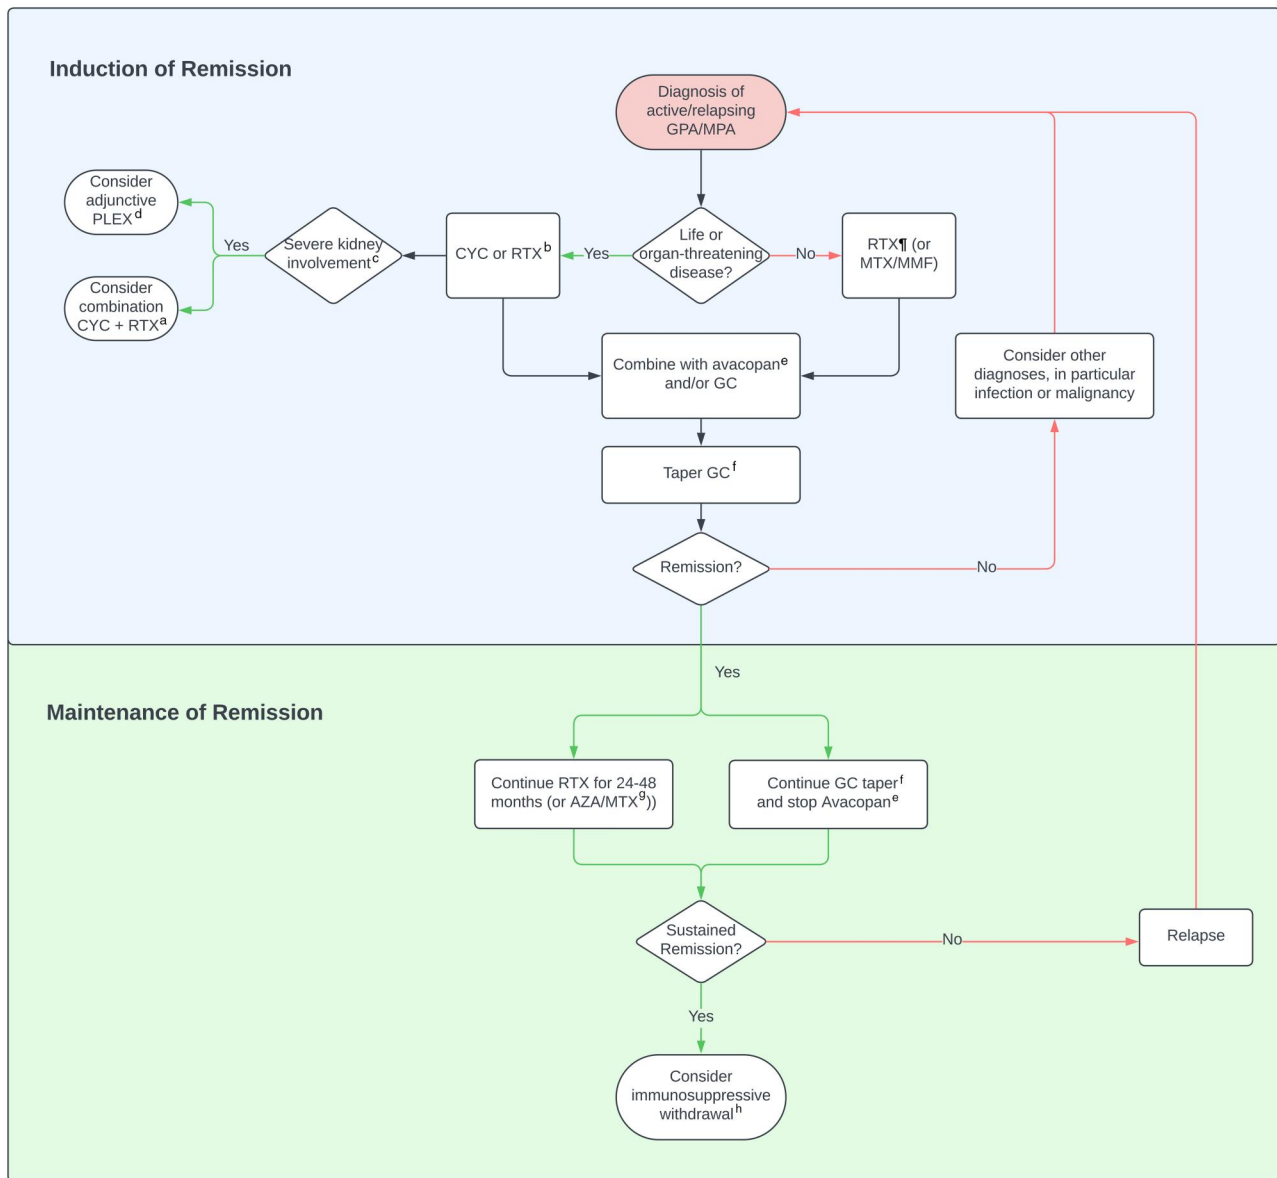 Induction of Remission
Diagnosis of
active/relapsing
GPA/MPA
Consider
adjunctive
PLEXd
Yes
Consider
combination
CYC + RTXa
Severe kidney
involvementc
CYC or RTXb
Yes
Life or
organ-threatening
disease?
No
RTX¶ (or
MTX/MMF)
Combine with avacopane
and/or GC
Consider other
diagnoses, in particular
infection or malignancy
Taper GCf
Remission?
No
Yes
Maintenance of Remission
Continue RTX for 24-48
months (or AZA/MTXg))
Continue GC taperf
and stop Avacopane
Sustained
Remission?
No
Relapse
Yes
Consider
immunosuppressive
withdrawalh